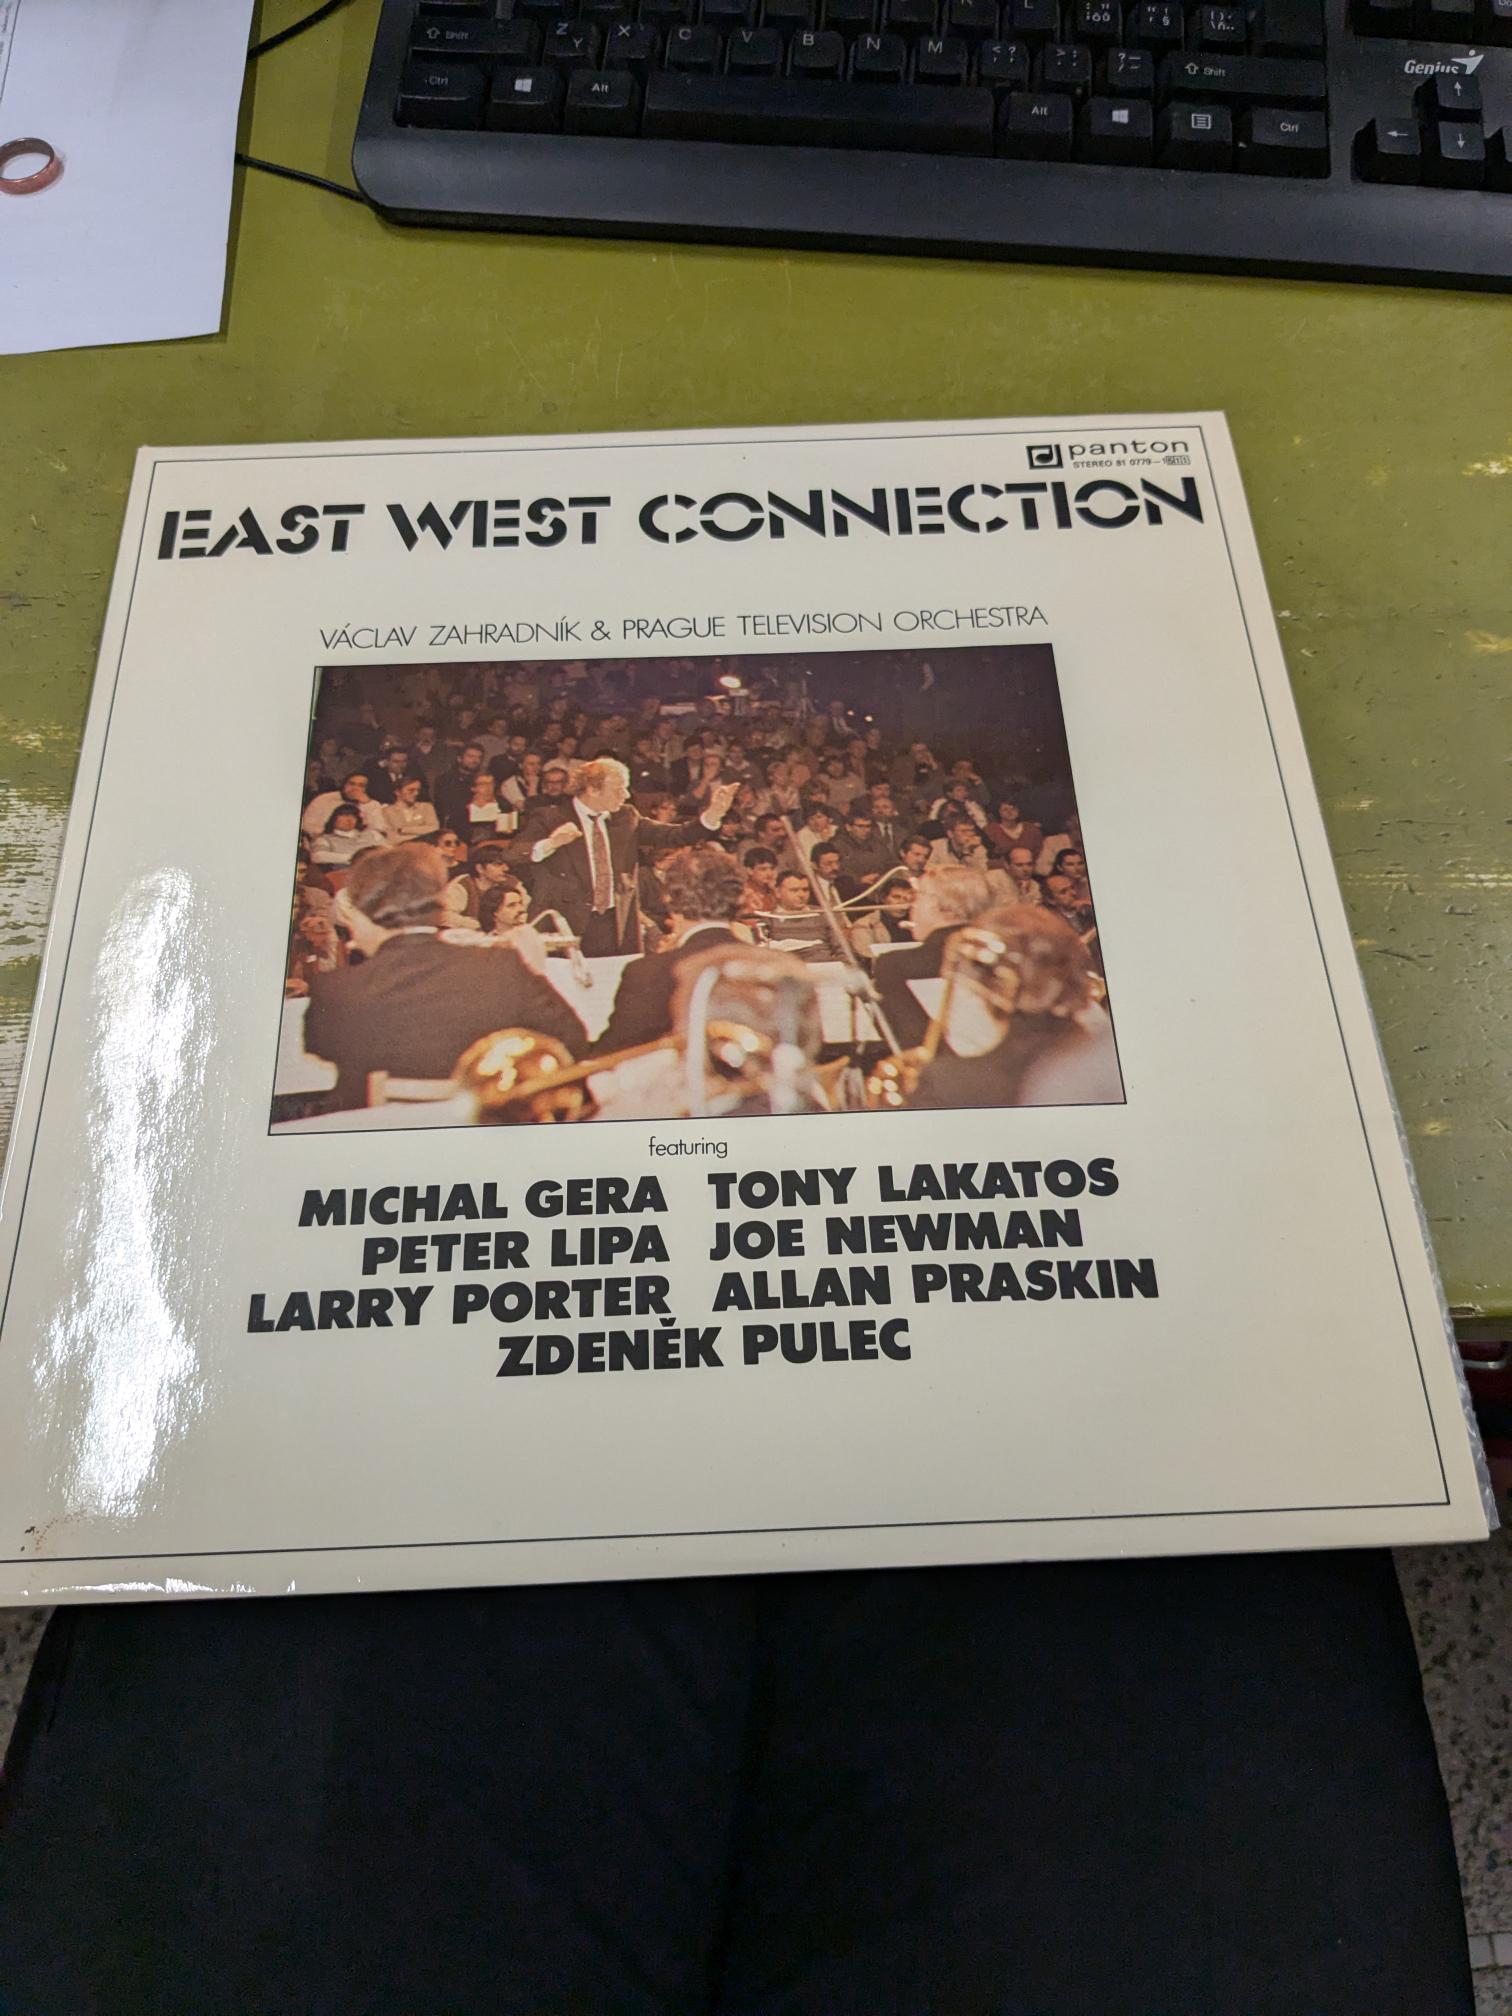 Shift Z Y X C V B N M < ? > : ? – Shift
Genius
Ctrl Alt Alt Ctrl
panton
STEREO 81 0779–1
EAST WEST CONNECTION
VÁCLAV ZAHRADNÍK & PRAGUE TELEVISION ORCHESTRA
featuring
MICHAL GERA TONY LAKATOS
PETER LIPA JOE NEWMAN
LARRY PORTER ALLAN PRASKIN
ZDENĚK PULEC